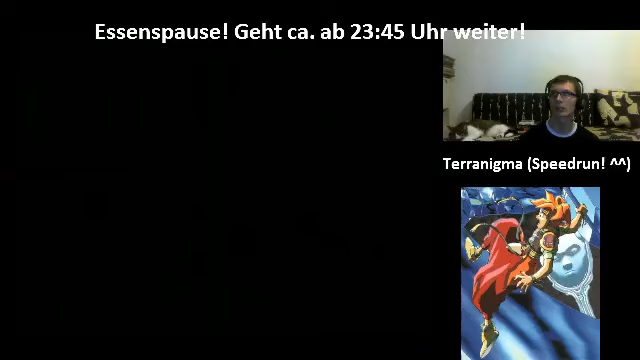 Essenspause! Geht ca. ab 23:45 Uhr weiter!
Terranigma (Speedrun! ^^)